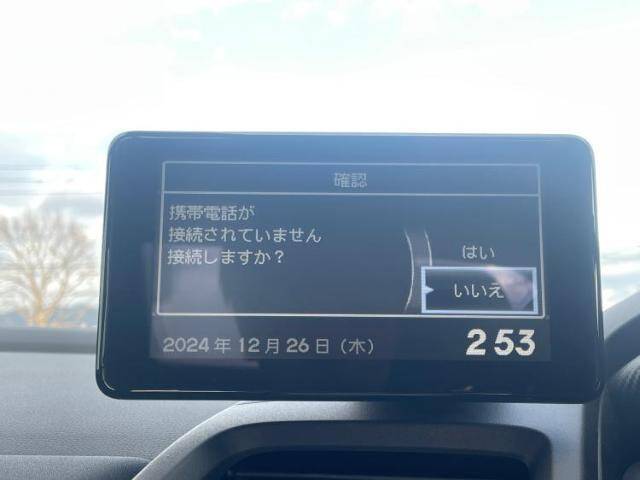 確認
携帯電話が
接続されていません
接続しますか？
はい
いいえ
2024年12月26日（木）
2 53